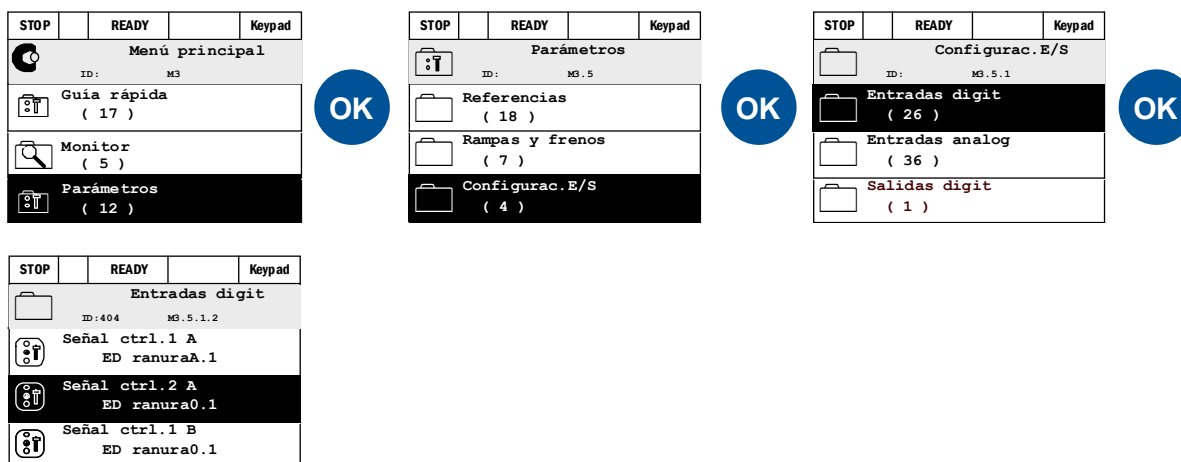 STOP READY Keypad
Menú principal
ID: M3
Guía rápida
( 17 )
Monitor
( 5 )
Parámetros
( 12 )
OK
STOP READY Keypad
Parámetros
ID: M3.5
Referencias
( 18 )
Rampas y frenos
( 7 )
Configurac.E/S
( 4 )
OK
STOP READY Keypad
Configurac.E/S
ID: M3.5.1
Entradas digit
( 26 )
Entradas analog
( 36 )
Salidas digit
( 1 )
OK
STOP READY Keypad
Entradas digit
ID:404 M3.5.1.2
Señal ctrl.1 A
ED ranuraA.1
Señal ctrl.2 A
ED ranura0.1
Señal ctrl.1 B
ED ranura0.1